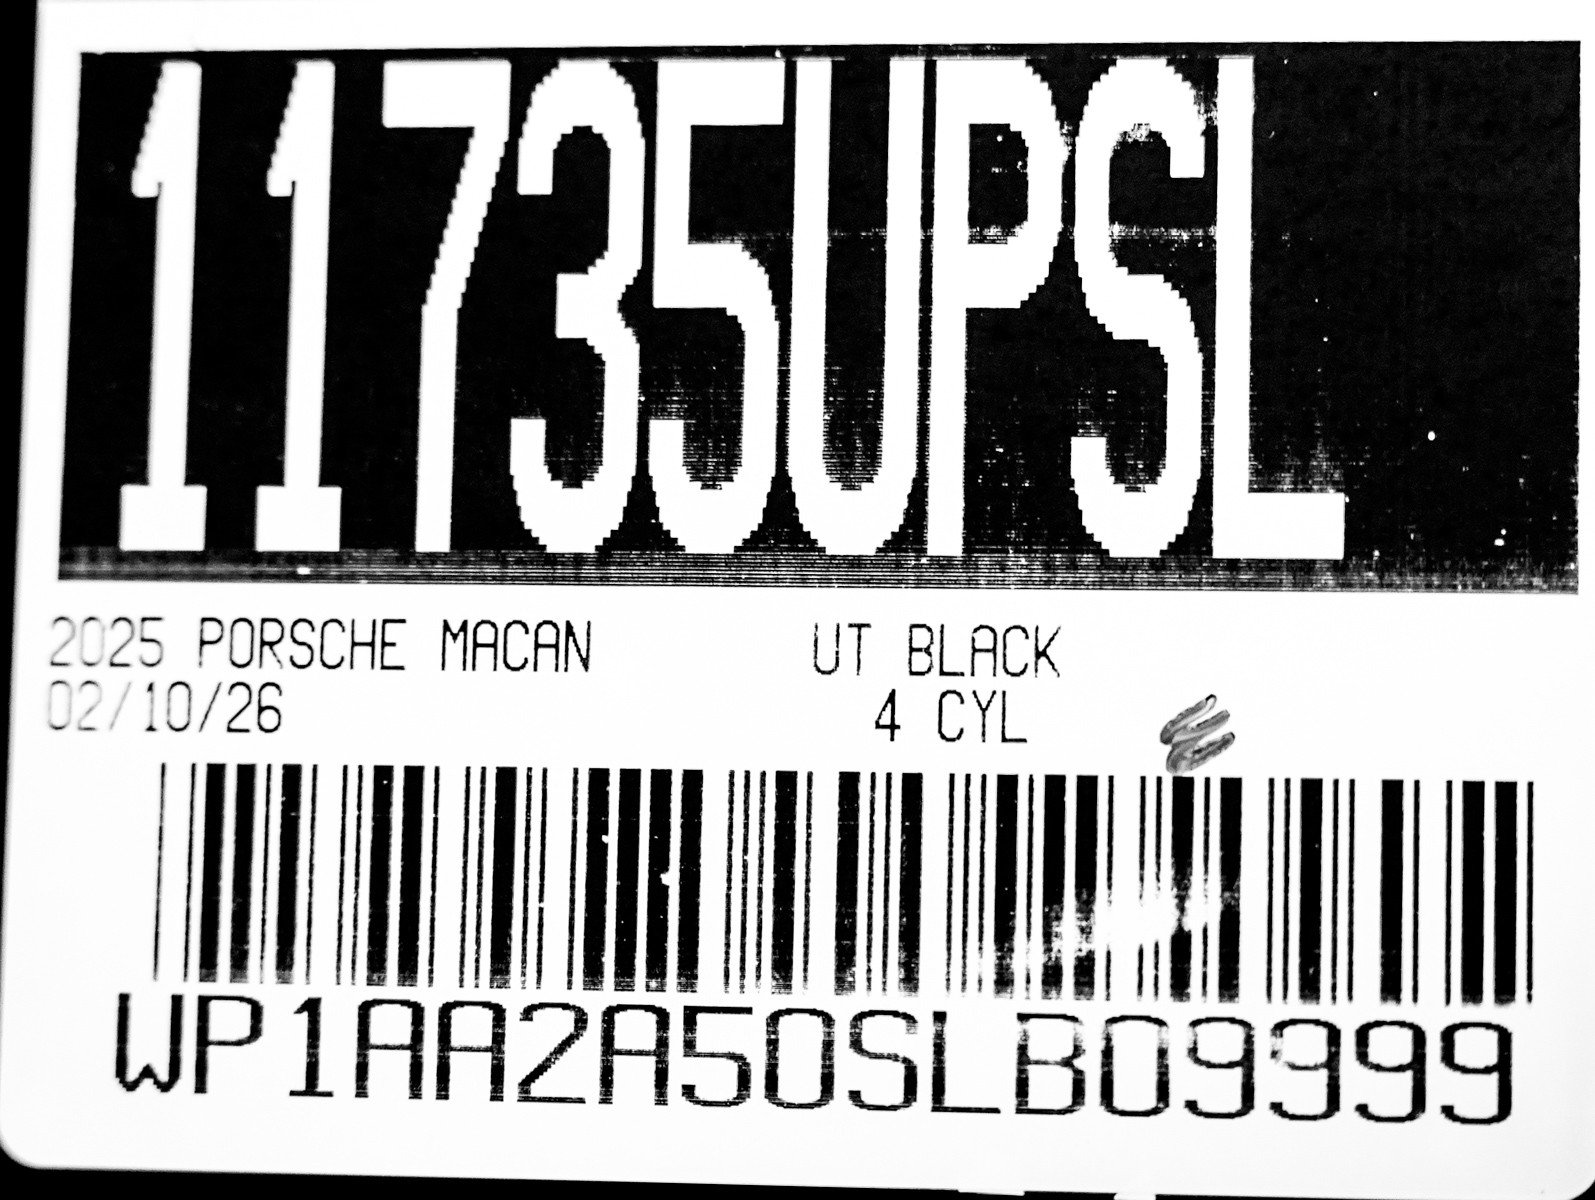 11735UPSL
2025 PORSCHE MACAN UT BLACK
02/10/26 4 CYL
WP1AA2A50SLB09999